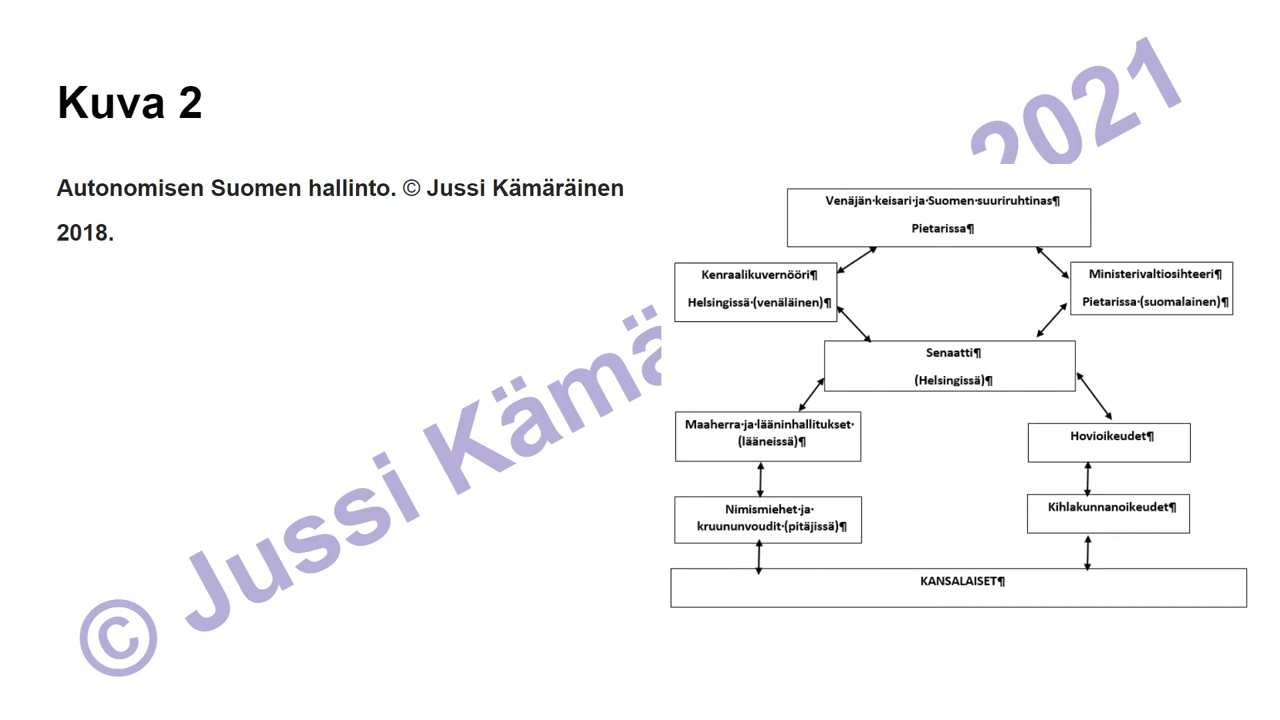 Kuva 2
Autonomisen Suomen hallinto. © Jussi Kämäräinen
2018.
© Jussi Kämä
2021
Venäjän·keisari·ja·Suomen·suuriruhtinas¶
Pietarissa¶
Kenraalikuvernööri¶
Helsingissä·(venäläinen)¶
Ministerivaltiosihteeri¶
Pietarissa·(suomalainen)¶
Senaatti¶
(Helsingissä)¶
Maaherra·ja·lääninhallitukset·
(lääneissä)¶
Hovioikeudet¶
Nimismiehet·ja·
kruununvoudit·(pitäjissä)¶
Kihlakunnanoikeudet¶
KANSALAISET¶